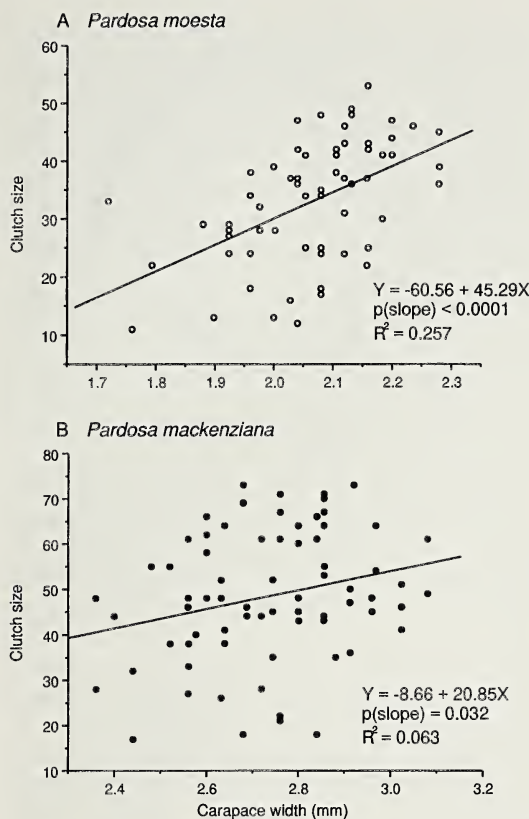 A Pardosa moesta
60
50
40
30
20
10
Clutch size
Y = -60.56 + 45.29X
p(slope) < 0.0001
R² = 0.257
1.7 1.8 1.9 2.0 2.1 2.2 2.3
B Pardosa mackenziana
80
70
60
50
40
30
20
10
Clutch size
Y = -8.66 + 20.85X
p(slope) = 0.032
R² = 0.063
2.4 2.6 2.8 3.0 3.2
Carapace width (mm)